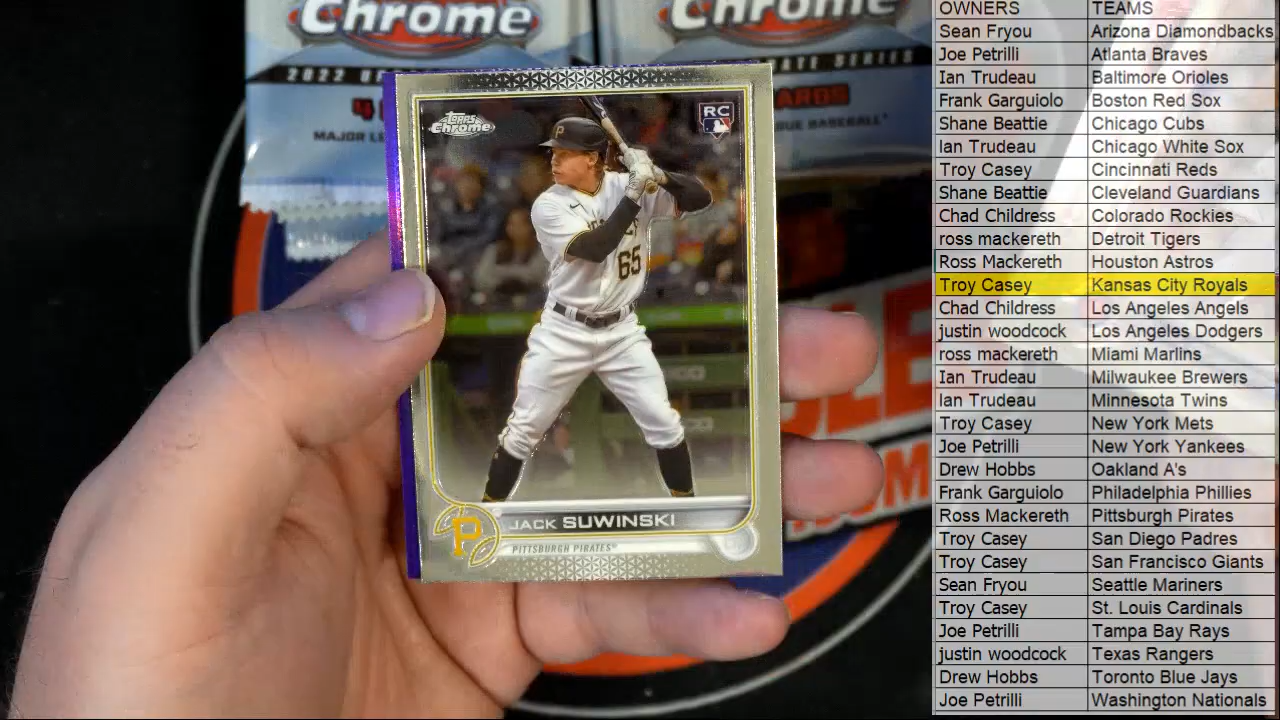 Chrome
Chrome
2022 UP
ATE SERIES
4
ARDS
MAJOR LE
GUE BASEBALL
TOPPS
Chrome
RC
P
65
P
JACK SUWINSKI
PITTSBURGH PIRATES
OWNERS TEAMS
Sean Fryou Arizona Diamondbacks
Joe Petrilli Atlanta Braves
Ian Trudeau Baltimore Orioles
Frank Garguiolo Boston Red Sox
Shane Beattie Chicago Cubs
Ian Trudeau Chicago White Sox
Troy Casey Cincinnati Reds
Shane Beattie Cleveland Guardians
Chad Childress Colorado Rockies
ross mackereth Detroit Tigers
Ross Mackereth Houston Astros
Troy Casey Kansas City Royals
Chad Childress Los Angeles Angels
justin woodcock Los Angeles Dodgers
ross mackereth Miami Marlins
Ian Trudeau Milwaukee Brewers
Ian Trudeau Minnesota Twins
Troy Casey New York Mets
Joe Petrilli New York Yankees
Drew Hobbs Oakland A's
Frank Garguiolo Philadelphia Phillies
Ross Mackereth Pittsburgh Pirates
Troy Casey San Diego Padres
Troy Casey San Francisco Giants
Sean Fryou Seattle Mariners
Troy Casey St. Louis Cardinals
Joe Petrilli Tampa Bay Rays
justin woodcock Texas Rangers
Drew Hobbs Toronto Blue Jays
Joe Petrilli Washington Nationals